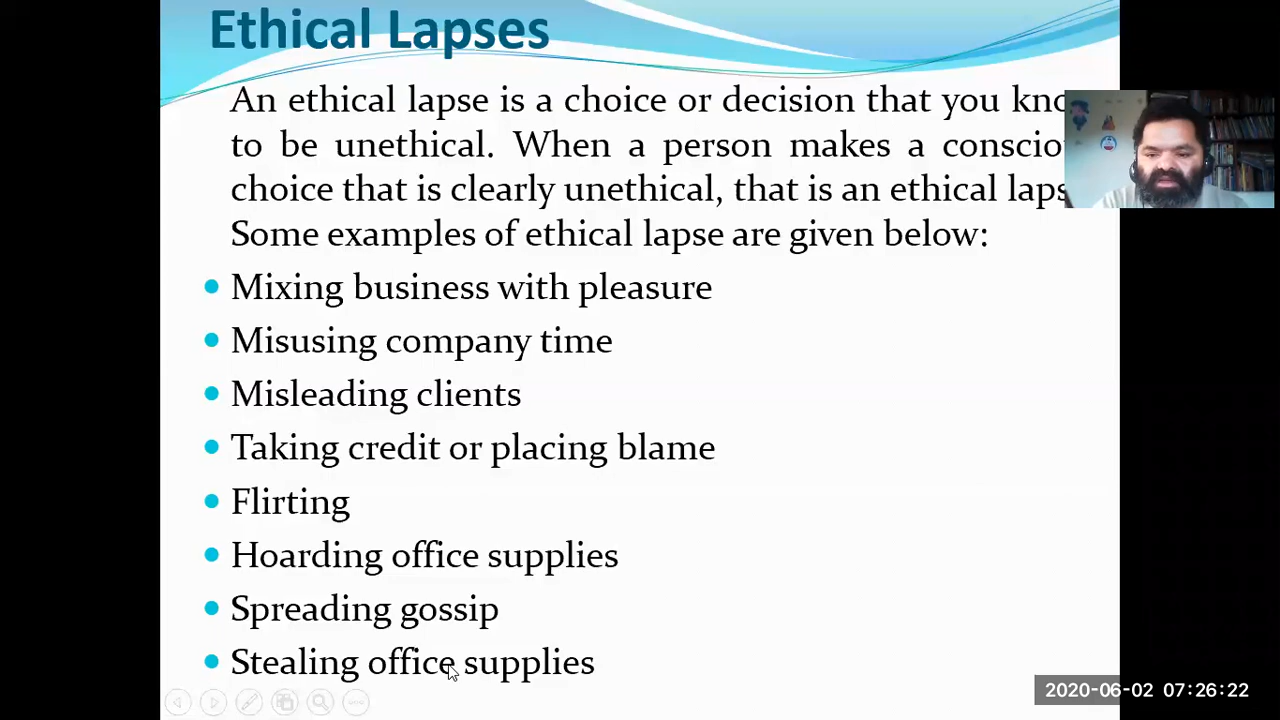 Ethical Lapses
An ethical lapse is a choice or decision that you
to be unethical. When a person makes a
choice that is clearly unethical, that is an ethical
Some examples of ethical lapse are given below:
• Mixing business with pleasure
• Misusing company time
• Misleading clients
• Taking credit or placing blame
• Flirting
• Hoarding office supplies
• Spreading gossip
• Stealing office supplies
2020-06-02 07:26:22